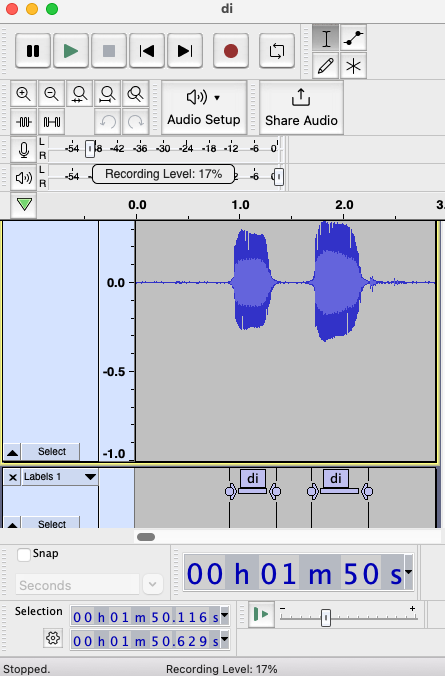 di
Audio Setup
Share Audio
L
R
-54 -48 -42 -36 -30 -24 -18 -12 -6 0
L
R
-54 Recording Level: 17% -6 0
0.0 1.0 2.0 3.
0.0
-0.5
-1.0
Select
Labels 1
di di
Select
Snap
Seconds
00 h 01 m 50 s
Selection
00 h 01 m 50.116 s
00 h 01 m 50.629 s
- +
Stopped. Recording Level: 17%